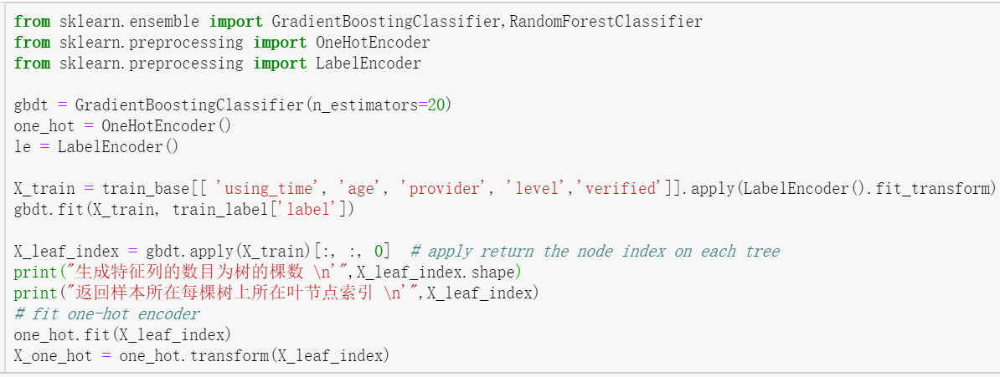 from sklearn.ensemble import GradientBoostingClassifier,RandomForestClassifier
from sklearn.preprocessing import OneHotEncoder
from sklearn.preprocessing import LabelEncoder
gbdt = GradientBoostingClassifier(n_estimators=20)
one_hot = OneHotEncoder()
le = LabelEncoder()
X_train = train_base[[ 'using_time', 'age', 'provider', 'level','verified']].apply(LabelEncoder().fit_transform)
gbdt.fit(X_train, train_label['label'])
X_leaf_index = gbdt.apply(X_train)[:, :, 0]  # apply return the node index on each tree
print("生成特征列的数目为树的棵数 \n'",X_leaf_index.shape)
print("返回样本所在每棵树上所在叶节点索引 \n'",X_leaf_index)
# fit one-hot encoder
one_hot.fit(X_leaf_index)
X_one_hot = one_hot.transform(X_leaf_index)